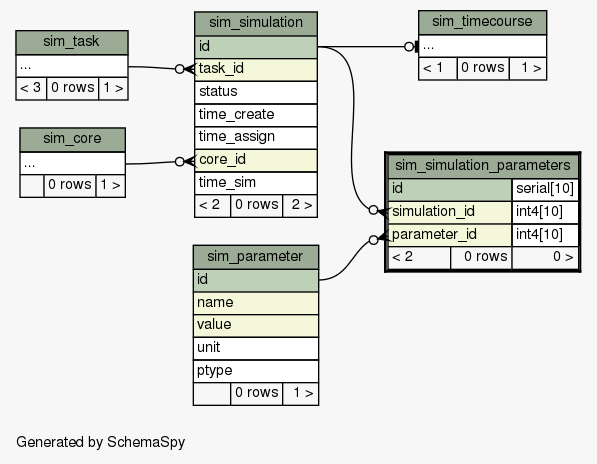 sim_task
...
< 3 0 rows 1 >
sim_core
...
0 rows 1 >
sim_simulation
id
task_id
status
time_create
time_assign
core_id
time_sim
< 2 0 rows 2 >
sim_timecourse
...
< 1 0 rows 1 >
sim_simulation_parameters
id serial[10]
simulation_id int4[10]
parameter_id int4[10]
< 2 0 rows 0 >
sim_parameter
id
name
value
unit
ptype
0 rows 1 >
Generated by SchemaSpy